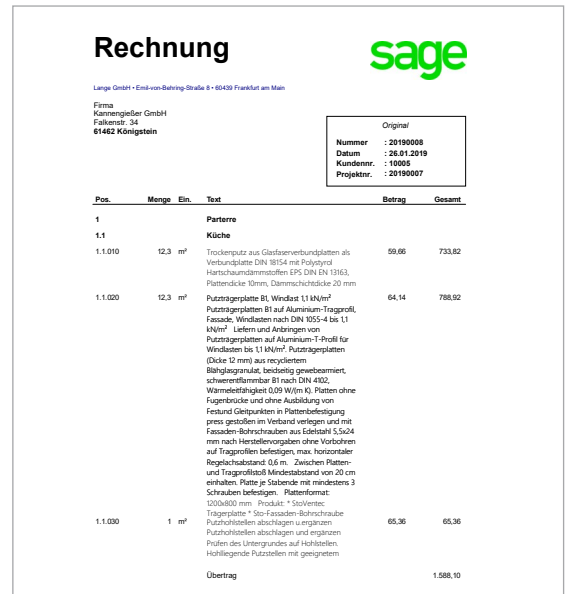 Rechnung
sage
Lange GmbH • Emil-von-Behring-Straße 8 • 60439 Frankfurt am Main
Firma
Kannengießer GmbH
Falkenstr. 34
61462 Königstein
Original
Nummer : 20190008
Datum : 26.01.2019
Kundennr. : 10005
Projektnr. : 20190007
Pos. Menge Ein. Text Betrag Gesamt
1 Parterre
1.1 Küche
1.1.010 12,3 m² Trockenputz aus Glasfaserverbundplatten als 59,66 733,82
Verbundplatte DIN 18154 mit Polystyrol
Hartschaumdämmstoffen EPS DIN EN 13163,
Plattendicke 10mm, Dämmschichtdicke 20 mm
1.1.020 12,3 m² Putzträgerplatte B1, Windlast 1,1 kN/m² 64,14 788,92
Putzträgerplatten B1 auf Aluminium-Tragprofil,
Fassade, Windlasten nach DIN 1055-4 bis 1,1
kN/m² Liefern und Anbringen von
Putzträgerplatten auf Aluminium-T-Profil für
Windlasten bis 1,1 kN/m². Putzträgerplatten
(Dicke 12 mm) aus recycliertem
Blähglasgranulat, beidseitig gewebearmiert,
schwerentflammbar B1 nach DIN 4102,
Wärmeleitfähigkeit 0,09 W/(m K). Platten ohne
Fugenbrücke und ohne Ausbildung von
Festund Gleitpunkten in Plattenbefestigung
press gestoßen im Verband verlegen und mit
Fassaden-Bohrschrauben aus Edelstahl 5,5x24
mm nach Herstellervorgaben ohne Vorbohren
auf Tragprofilen befestigen, max. horizontaler
Regelachsabstand: 0,6 m. Zwischen Platten-
und Tragprofilstoß Mindestabstand von 20 cm
einhalten. Platte je Stabende mit mindestens 3
Schrauben befestigen. Plattenformat:
1200x800 mm Produkt: * StoVentec
Trägerplatte * Sto-Fassaden-Bohrschraube
1.1.030 1 m² Putzhohlstellen abschlagen u.ergänzen 65,36 65,36
Putzhohlstellen abschlagen und ergänzen
Prüfen des Untergrundes auf Hohlstellen.
Hohlliegende Putzstellen mit geeignetem
Übertrag 1.588,10